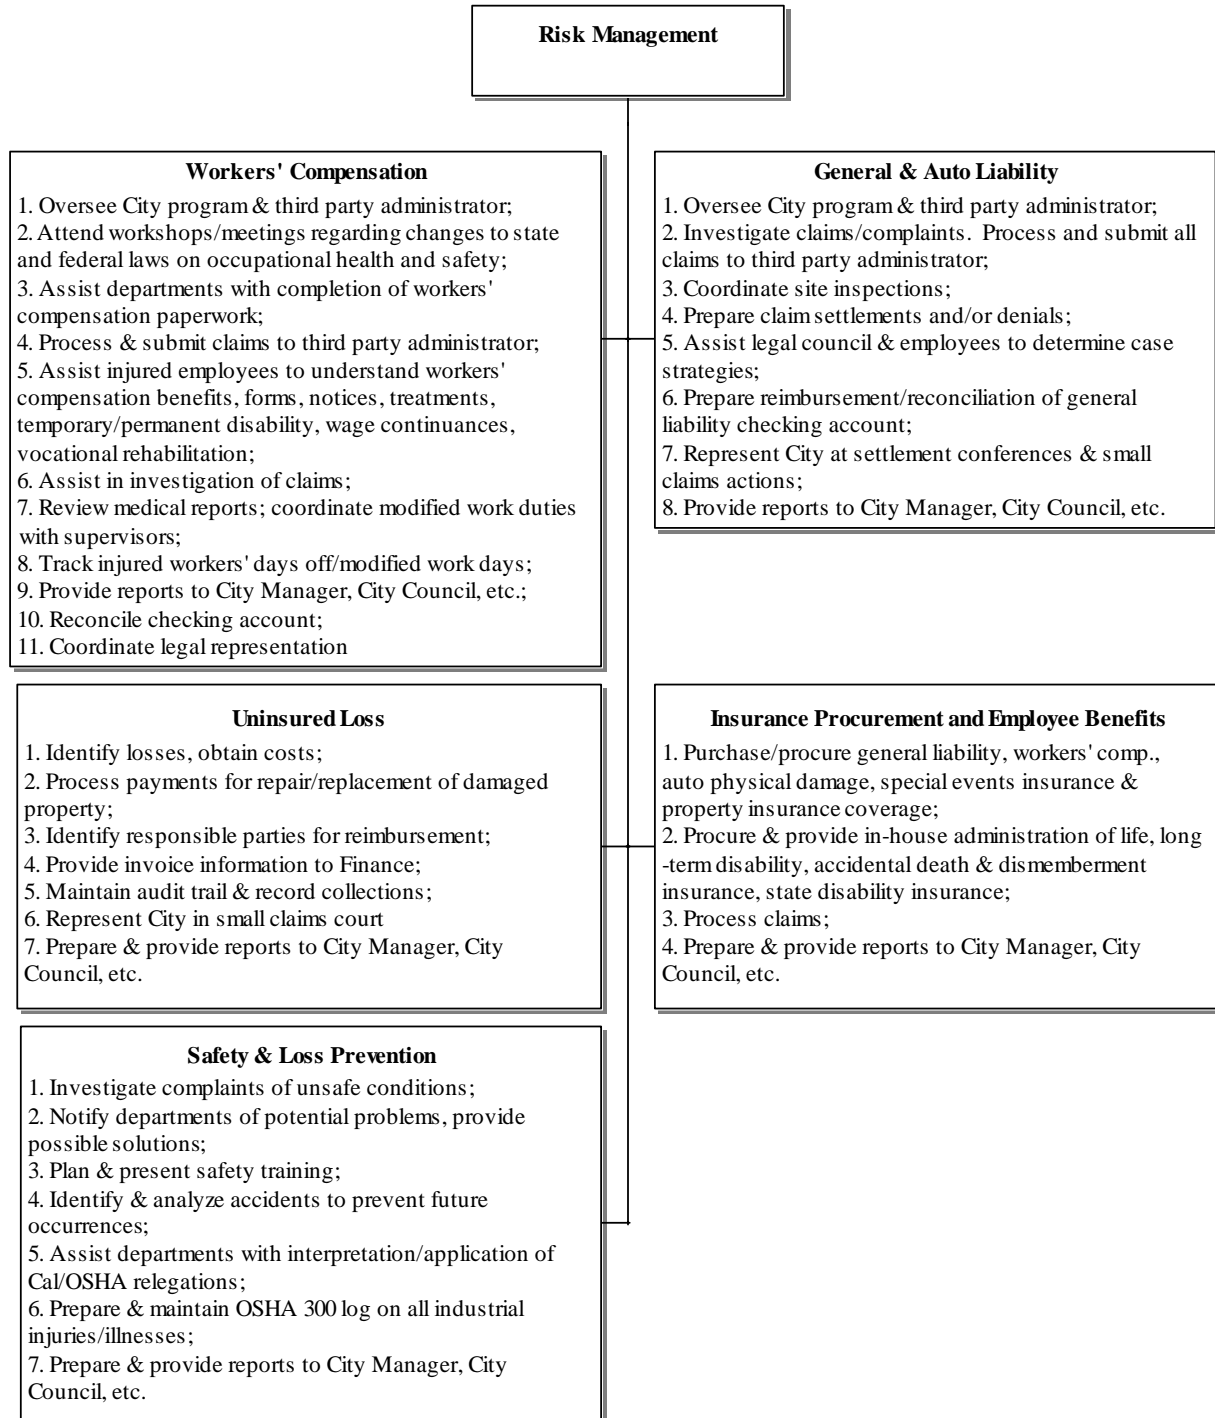 Risk Management
Workers' Compensation
1. Oversee City program & third party administrator;
2. Attend workshops/meetings regarding changes to state
and federal laws on occupational health and safety;
3. Assist departments with completion of workers'
compensation paperwork;
4. Process & submit claims to third party administrator;
5. Assist injured employees to understand workers'
compensation benefits, forms, notices, treatments,
temporary/permanent disability, wage continuances,
vocational rehabilitation;
6. Assist in investigation of claims;
7. Review medical reports; coordinate modified work duties
with supervisors;
8. Track injured workers' days off/modified work days;
9. Provide reports to City Manager, City Council, etc.;
10. Reconcile checking account;
11. Coordinate legal representation
General & Auto Liability
1. Oversee City program & third party administrator;
2. Investigate claims/complaints.  Process and submit all
claims to third party administrator;
3. Coordinate site inspections;
4. Prepare claim settlements and/or denials;
5. Assist legal council & employees to determine case
strategies;
6. Prepare reimbursement/reconciliation of general
liability checking account;
7. Represent City at settlement conferences & small
claims actions;
8. Provide reports to City Manager, City Council, etc.
Uninsured Loss
1. Identify losses, obtain costs;
2. Process payments for repair/replacement of damaged
property;
3. Identify responsible parties for reimbursement;
4. Provide invoice information to Finance;
5. Maintain audit trail & record collections;
6. Represent City in small claims court
7. Prepare & provide reports to City Manager, City
Council, etc.
Insurance Procurement and Employee Benefits
1. Purchase/procure general liability, workers' comp.,
auto physical damage, special events insurance &
property insurance coverage;
2. Procure & provide in-house administration of life, long
-term disability, accidental death & dismemberment
insurance, state disability insurance;
3. Process claims;
4. Prepare & provide reports to City Manager, City
Council, etc.
Safety & Loss Prevention
1. Investigate complaints of unsafe conditions;
2. Notify departments of potential problems, provide
possible solutions;
3. Plan & present safety training;
4. Identify & analyze accidents to prevent future
occurrences;
5. Assist departments with interpretation/application of
Cal/OSHA relegations;
6. Prepare & maintain OSHA 300 log on all industrial
injuries/illnesses;
7. Prepare & provide reports to City Manager, City
Council, etc.